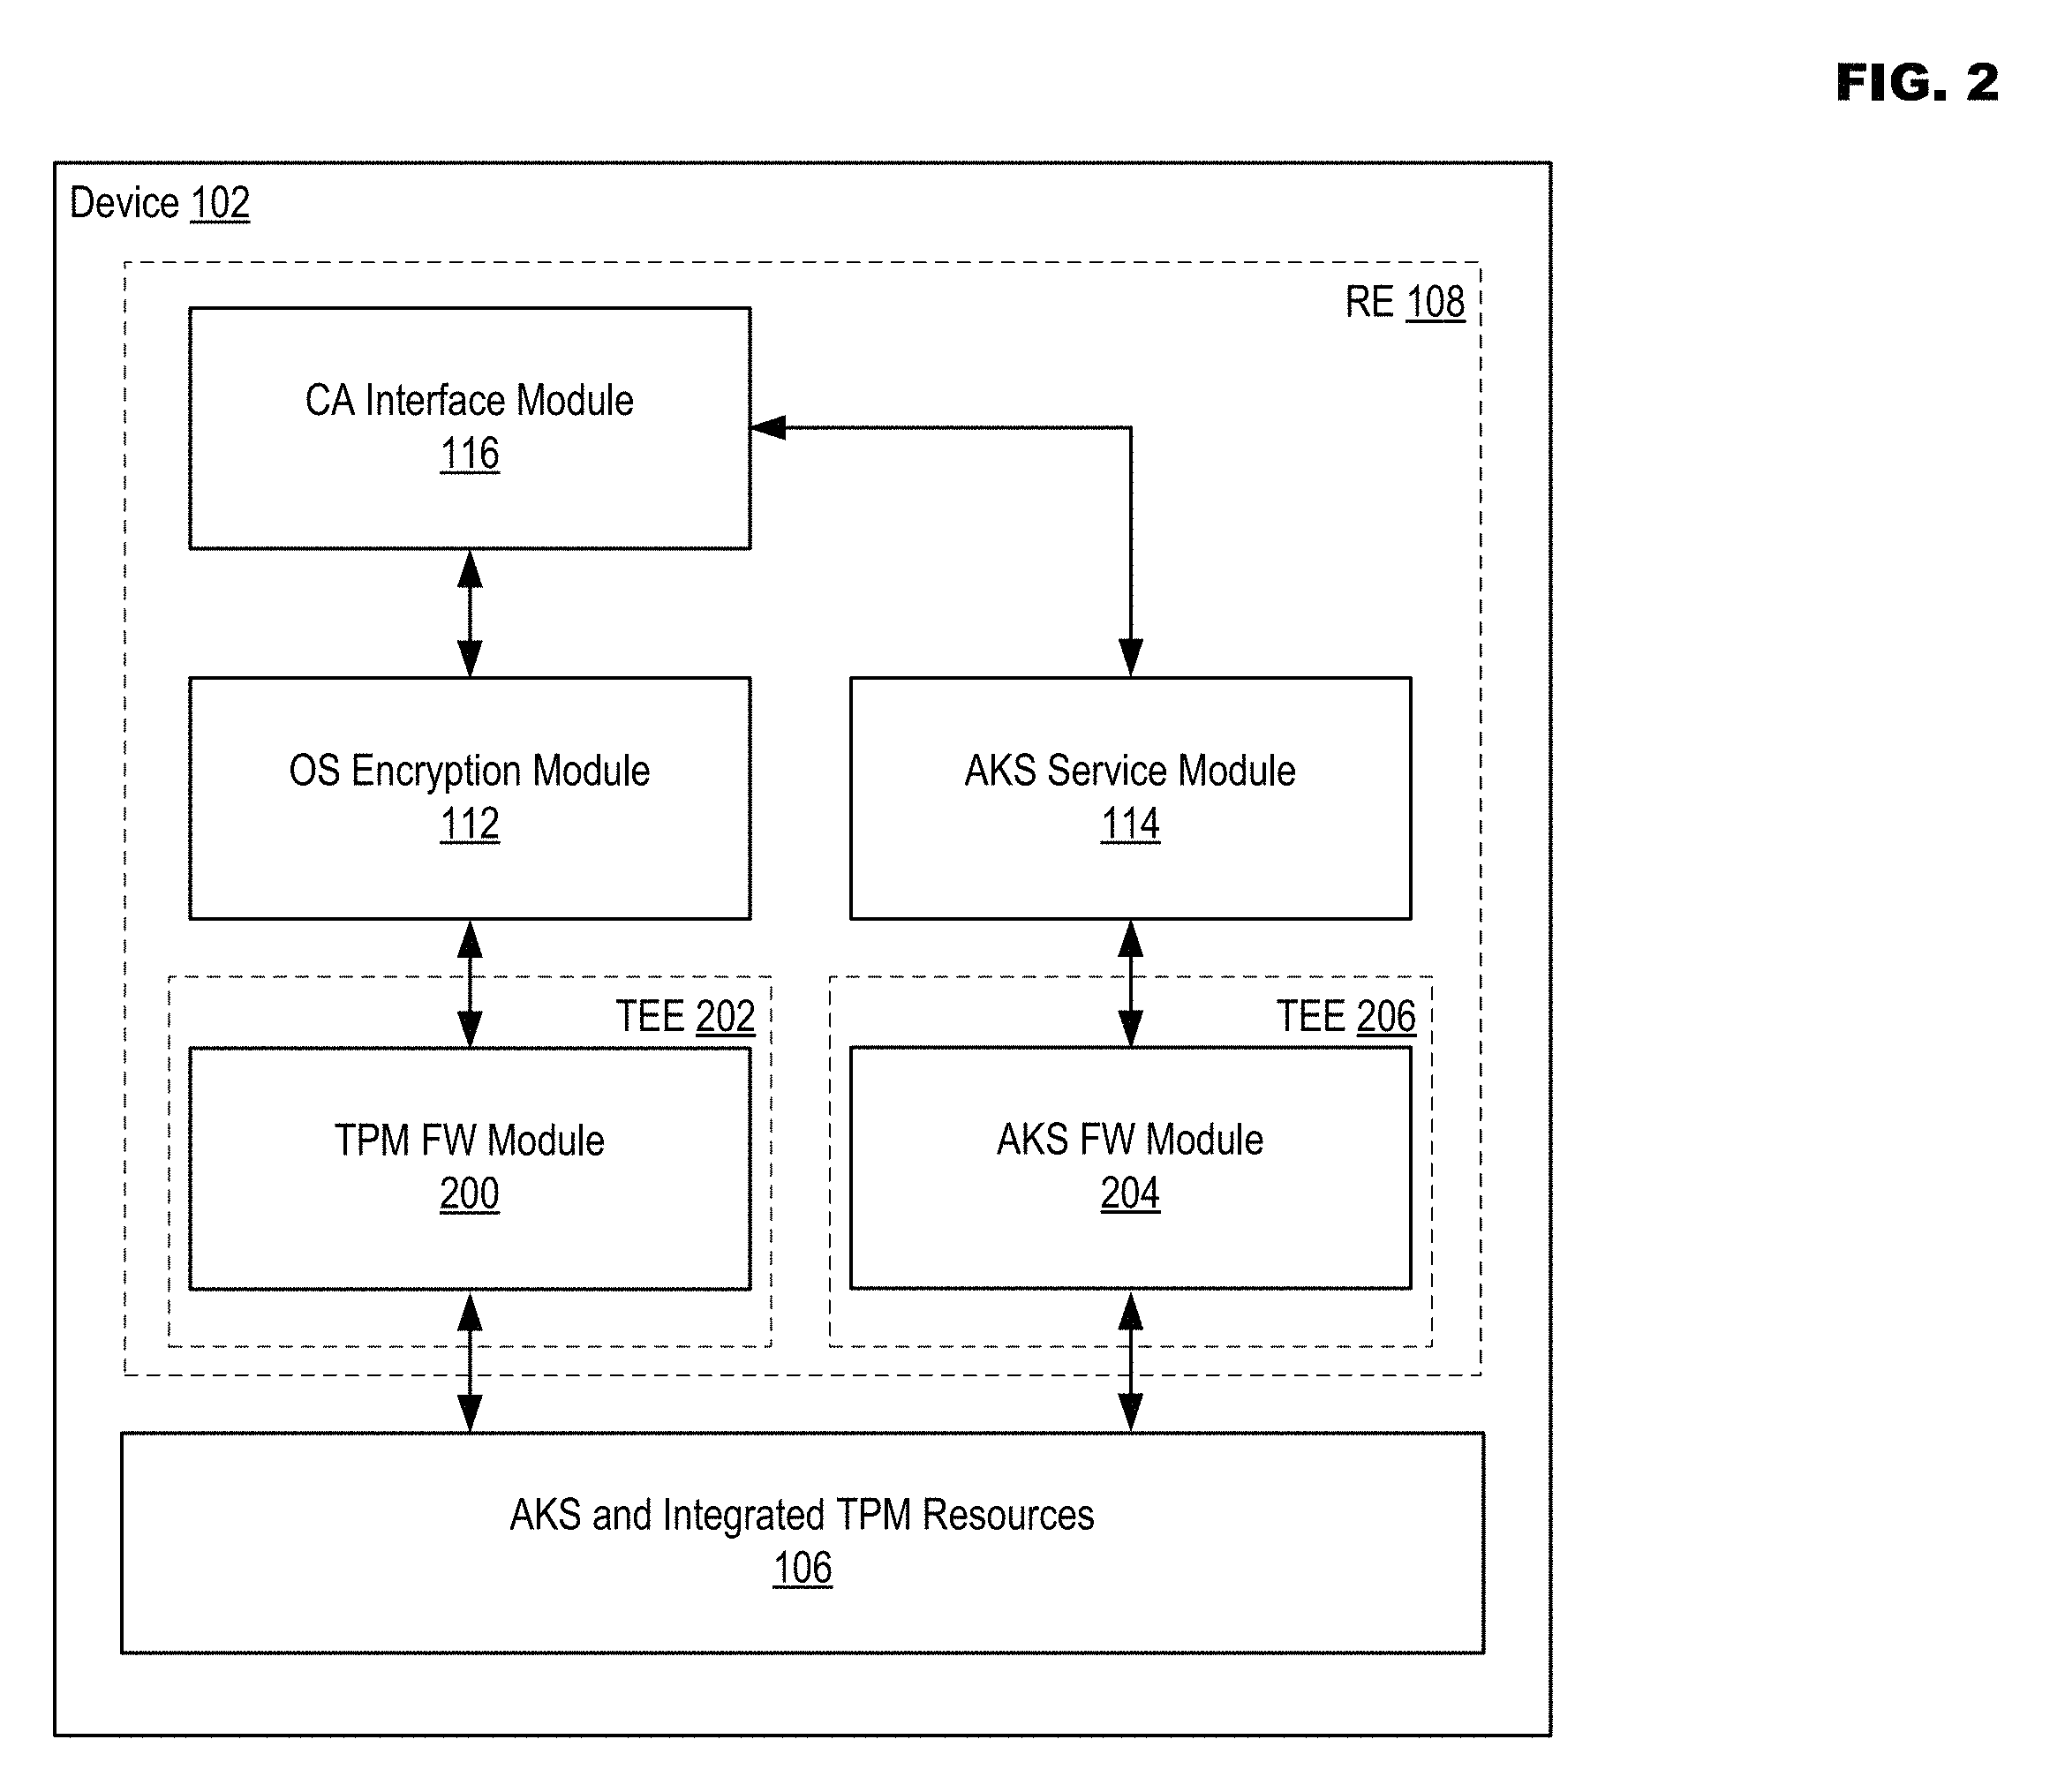 FIG. 2
Device 102
RE 108
CA Interface Module
116
OS Encryption Module
112
AKS Service Module
114
TEE 202
TEE 206
TPM FW Module
200
AKS FW Module
204
AKS and Integrated TPM Resources
106